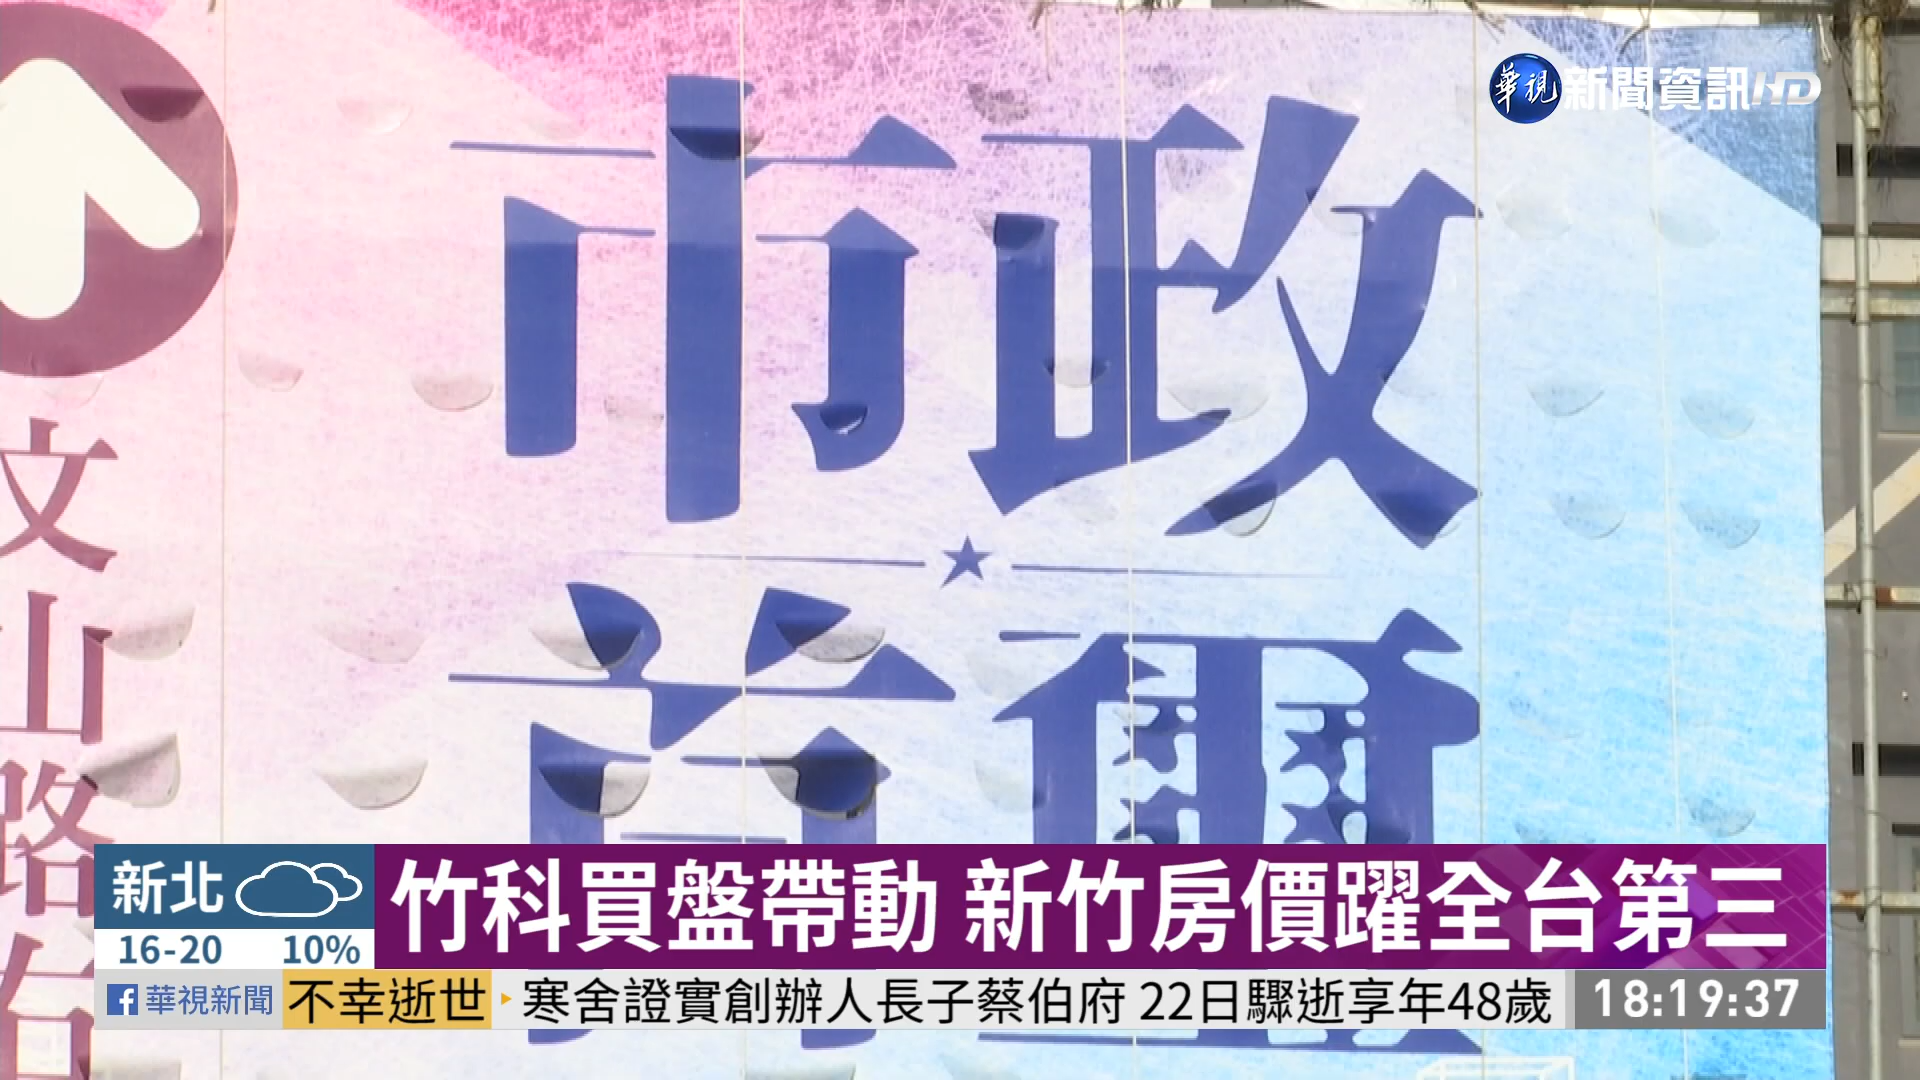 華視新聞資訊HD
市政
首璽
文山路右
新北
16-20 10%
竹科買盤帶動 新竹房價躍全台第三
華視新聞
不幸逝世
寒舍證實創辦人長子蔡伯府 22日驟逝享年48歲
18:19:37